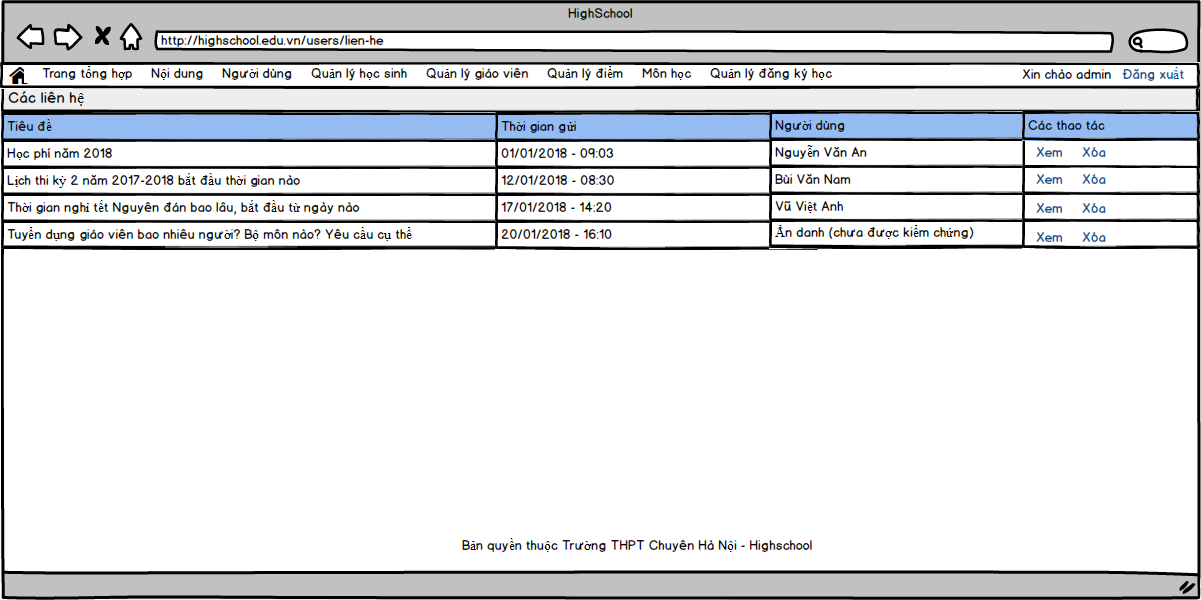 HighSchool
http://highschool.edu.vn/users/lien-he
Trang tổng hợp Nội dung Người dùng Quản lý học sinh Quản lý giáo viên Quản lý điểm Môn học Quản lý đăng ký học Xin chào admin Đăng xuất
Các liên hệ
Tiêu đề Thời gian gửi Người dùng Các thao tác
Học phí năm 2018 01/01/2018 - 09:03 Nguyễn Văn An Xem Xóa
Lịch thi kỳ 2 năm 2017-2018 bắt đầu thời gian nào 12/01/2018 - 08:30 Bùi Văn Nam Xem Xóa
Thời gian nghị tết Nguyên đán bao lâu, bắt đầu từ ngày nào 17/01/2018 - 14:20 Vũ Việt Anh Xem Xóa
Tuyển dụng giáo viên bao nhiêu người? Bộ môn nào? Yêu cầu cụ thể 20/01/2018 - 16:10 Ẩn danh (chưa được kiểm chứng) Xem Xóa
Bản quyền thuộc Trường THPT Chuyên Hà Nội - Highschool